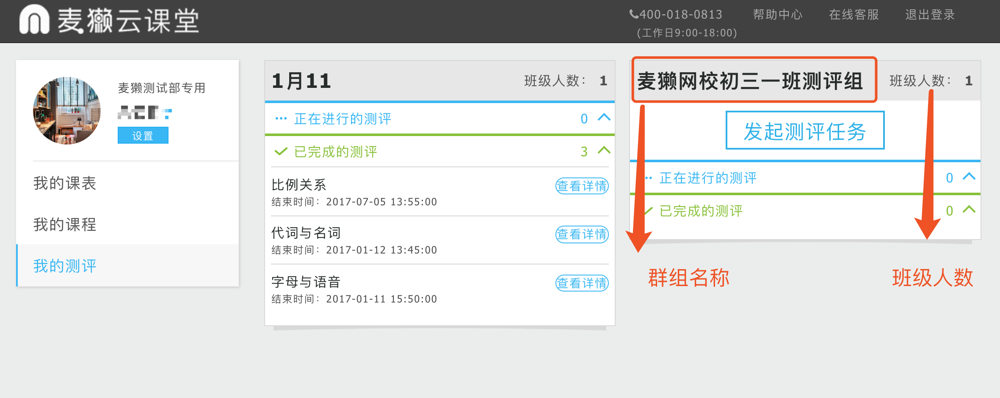 麦獭云课堂
400-018-0813
帮助中心
在线客服
退出登录
(工作日9:00-18:00)
麦獭测试部专用
设置
我的课表
我的课程
我的测评
1月11
班级人数： 1
正在进行的测评 0
已完成的测评 3
比例关系
查看详情
结束时间：2017-07-05 13:55:00
代词与名词
查看详情
结束时间：2017-01-12 13:45:00
字母与语音
查看详情
结束时间：2017-01-11 15:50:00
麦獭网校初三一班测评组
班级人数： 1
发起测评任务
正在进行的测评 0
已完成的测评 0
群组名称
班级人数